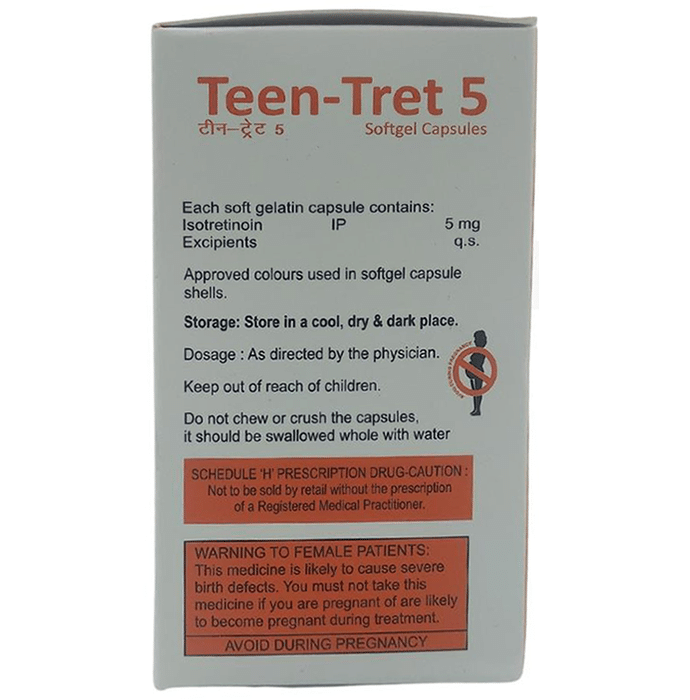 Teen-Tret 5
टीन–ट्रेट 5
Softgel Capsules
Each soft gelatin capsule contains:
Isotretinoin IP 5 mg
Excipients q.s.
Approved colours used in softgel capsule
shells.
Storage: Store in a cool, dry & dark place.
Dosage : As directed by the physician.
Keep out of reach of children.
Do not chew or crush the capsules,
it should be swallowed whole with water
SCHEDULE 'H' PRESCRIPTION DRUG-CAUTION :
Not to be sold by retail without the prescription
of a Registered Medical Practitioner.
WARNING TO FEMALE PATIENTS:
This medicine is likely to cause severe
birth defects. You must not take this
medicine if you are pregnant of are likely
to become pregnant during treatment.
AVOID DURING PREGNANCY